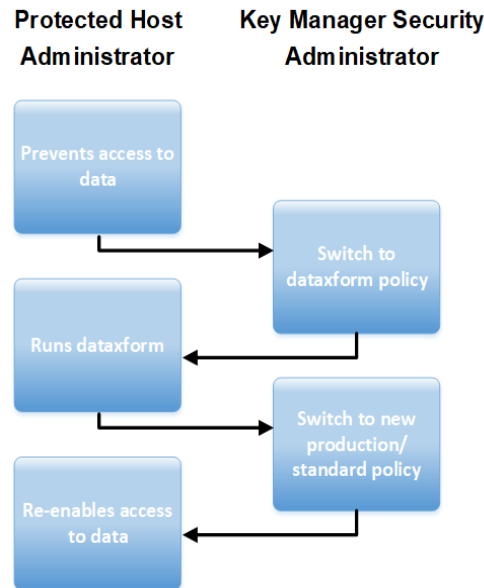 Protected Host
Administrator
Key Manager Security
Administrator
Prevents access to
data
Switch to
dataxform policy
Runs dataxform
Switch to new
production/
standard policy
Re-enables access
to data